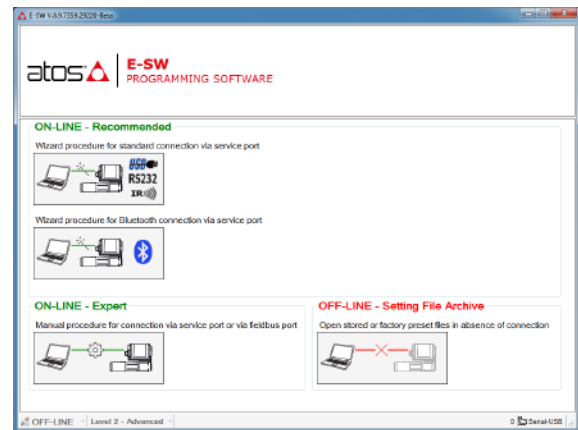 E-SW V.8.9.7359.29220-Beta
atos
E-SW
PROGRAMMING SOFTWARE
ON-LINE - Recommended
Wizard procedure for standard connection via service port
USB
RS232
IR
Wizard procedure for Bluetooth connection via service port
ON-LINE - Expert
Manual procedure for connection via service port or via fieldbus port
OFF-LINE - Setting File Archive
Open stored or factory preset files in absence of connection
OFF-LINE
Level 2 - Advanced
0 Serial-USB